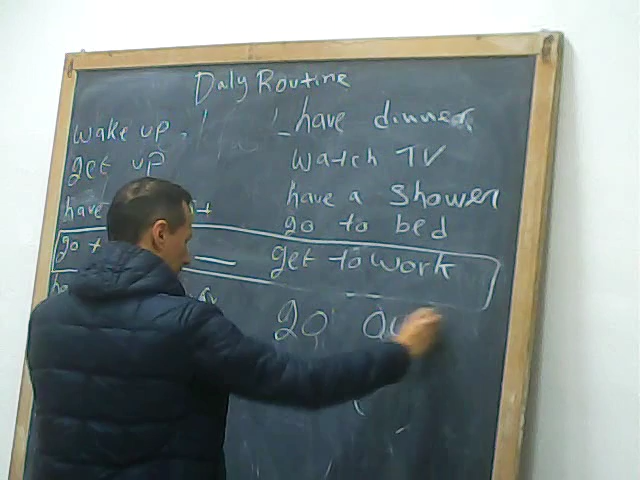 Daly Routine
wake up
get up
have
go t
have dinner
watch TV
have a shower
go to bed
get to work
go ou